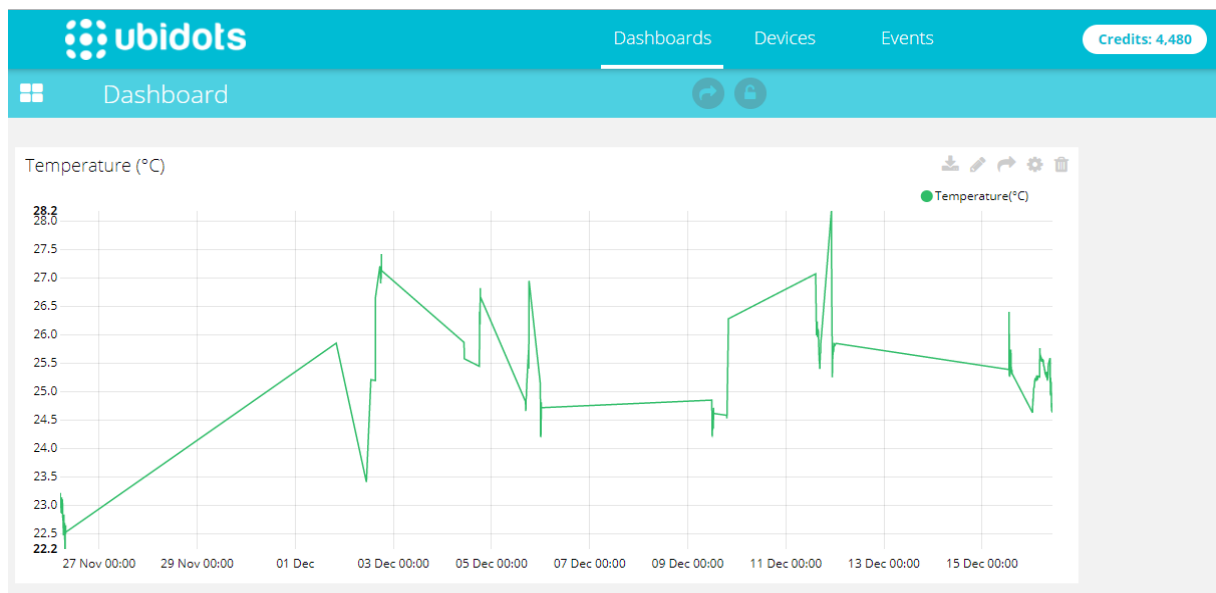 ubidots
Dashboards Devices Events Credits: 4,480
Dashboard
Temperature (°C)
Temperature(°C)
28.2
28.0
27.5
27.0
26.5
26.0
25.5
25.0
24.5
24.0
23.5
23.0
22.5
22.2
27 Nov 00:00 29 Nov 00:00 01 Dec 03 Dec 00:00 05 Dec 00:00 07 Dec 00:00 09 Dec 00:00 11 Dec 00:00 13 Dec 00:00 15 Dec 00:00